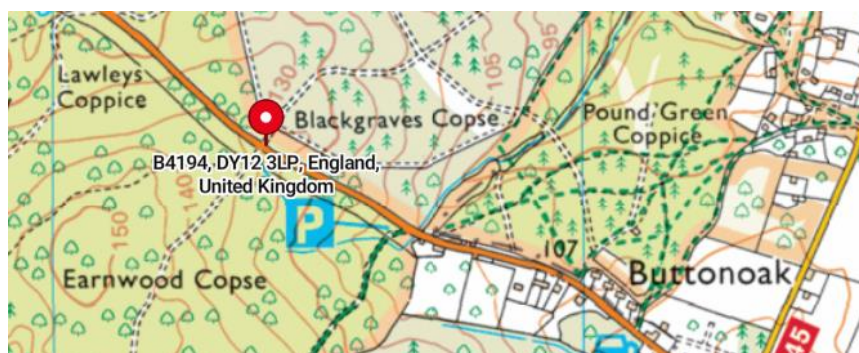 Lawleys
Coppice
130
Blackgraves Copse
105
95
Pound Green
Coppice
B4194, DY12 3LP, England,
United Kingdom
150
140
P
107
Earnwood Copse
Buttonoak
45